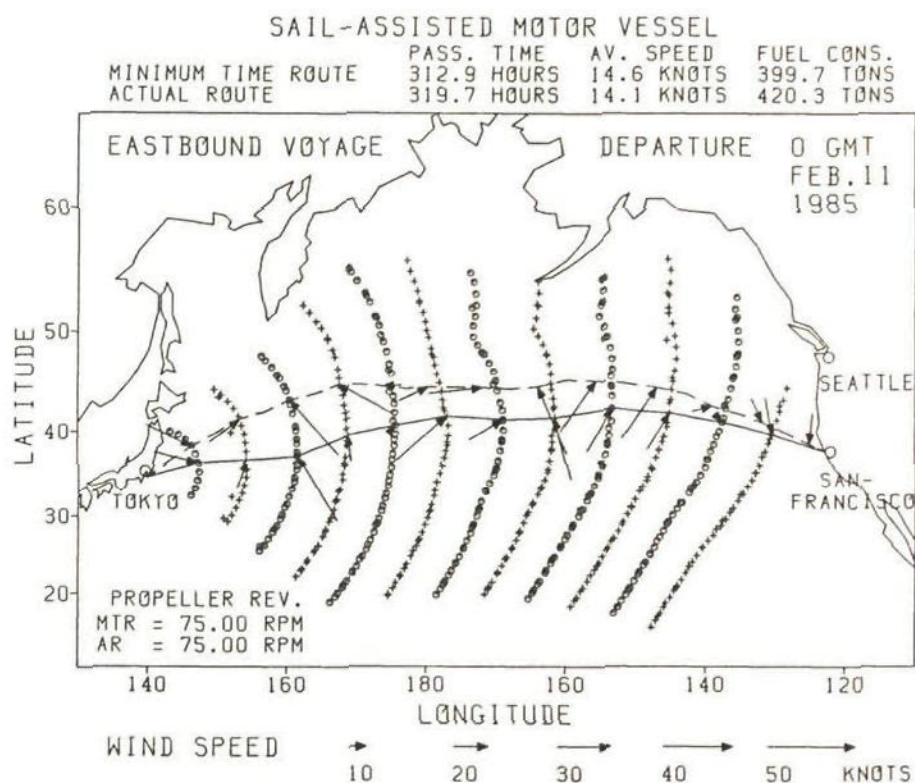 SAIL-ASSISTED MOTOR VESSEL
PASS. TIME AV. SPEED FUEL CONS.
MINIMUM TIME ROUTE 312.9 HOURS 14.6 KNOTS 399.7 TONS
ACTUAL ROUTE 319.7 HOURS 14.1 KNOTS 420.3 TONS
EASTBOUND VOYAGE DEPARTURE 0 GMT
FEB.11
1985
60
50
40
30
20
LATITUDE
SEATTLE
SAN-
FRANCISCO
TOKYO
PROPELLER REV.
MTR = 75.00 RPM
AR = 75.00 RPM
140 160 180 160 140 120
LONGITUDE
WIND SPEED
10 20 30 40 50 KNOTS